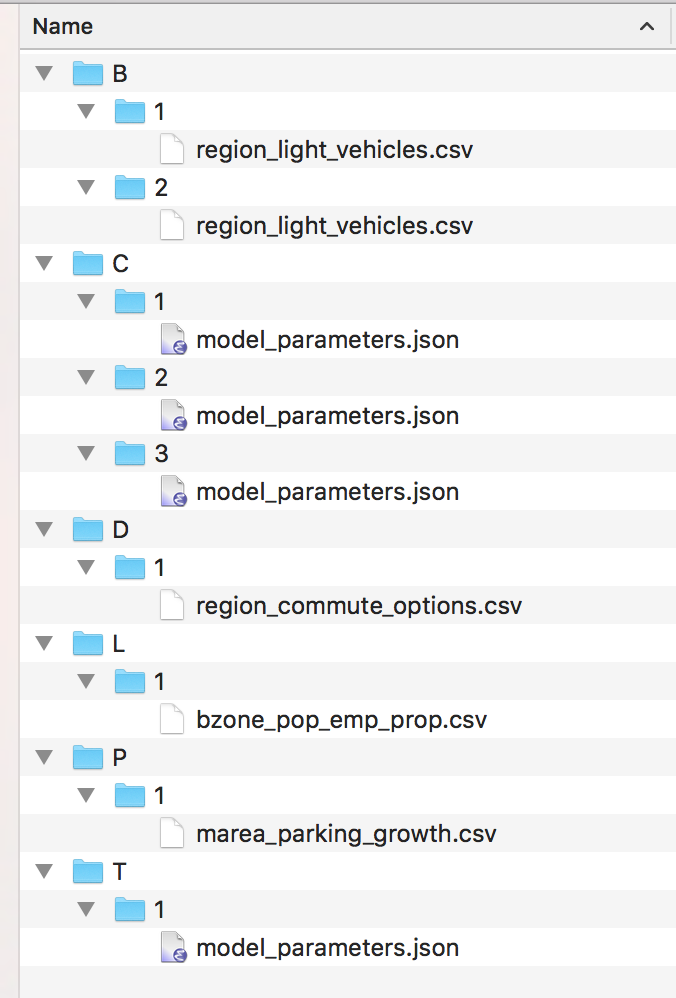 Name
B
1
region_light_vehicles.csv
2
region_light_vehicles.csv
C
1
model_parameters.json
2
model_parameters.json
3
model_parameters.json
D
1
region_commute_options.csv
L
1
bzone_pop_emp_prop.csv
P
1
marea_parking_growth.csv
T
1
model_parameters.json